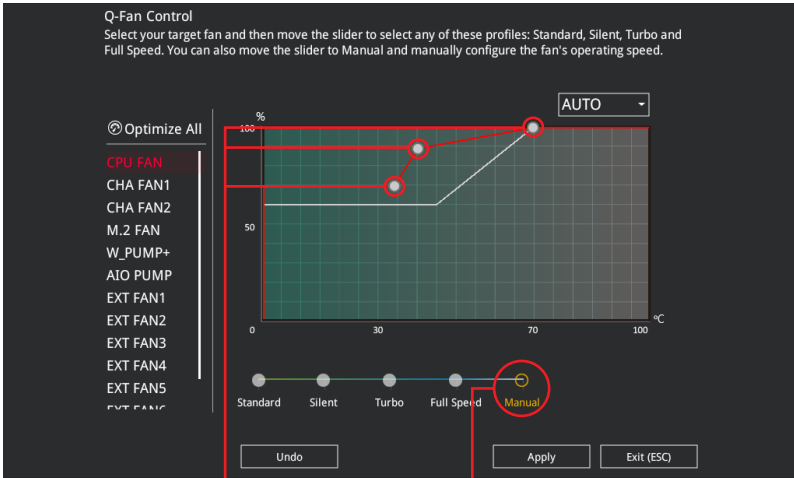 Q-Fan Control
Select your target fan and then move the slider to select any of these profiles: Standard, Silent, Turbo and
Full Speed. You can also move the slider to Manual and manually configure the fan's operating speed.
AUTO
%
Optimize All
100
CPU FAN
CHA FAN1
CHA FAN2
M.2 FAN
50
W_PUMP+
AIO PUMP
EXT FAN1
EXT FAN2
°C
0
30
70
100
EXT FAN3
EXT FAN4
EXT FAN5
EXT FAN6
Standard
Silent
Turbo
Full Speed
Manual
Undo
Apply
Exit (ESC)